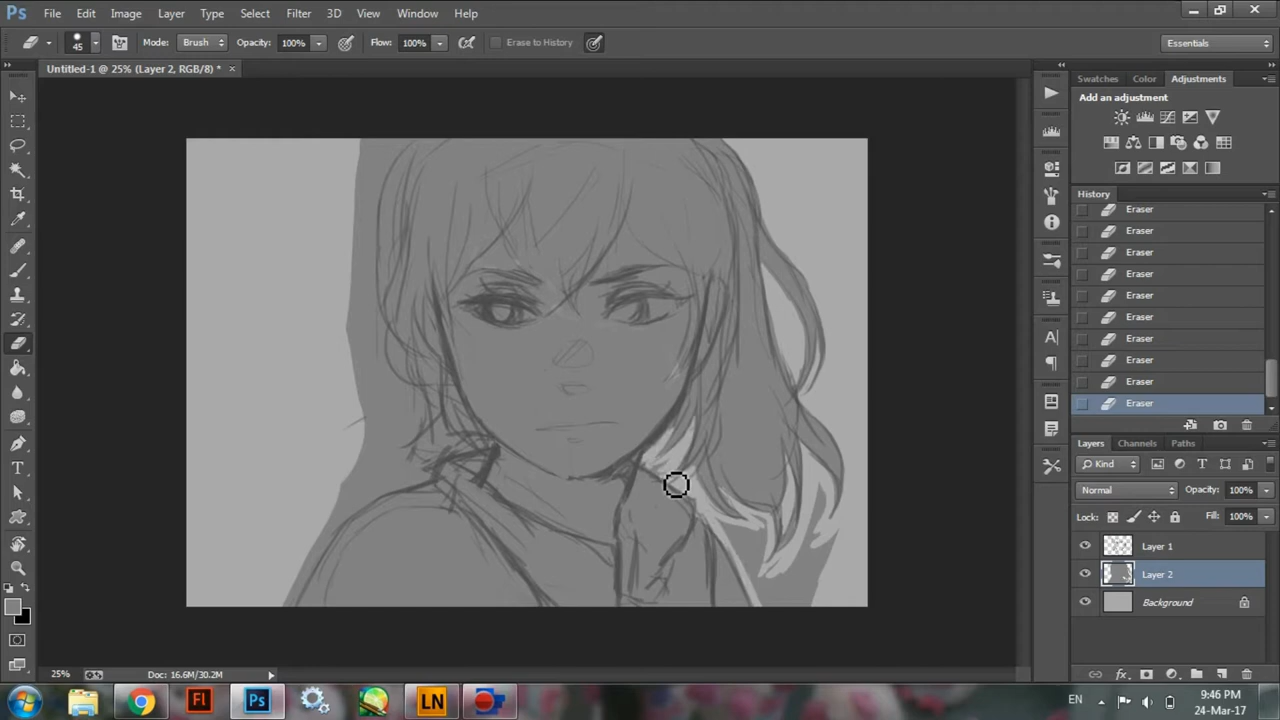 Ps File Edit Image Layer Type Select Filter 3D View Window Help
45 Mode: Brush Opacity: 100% Flow: 100% Erase to History Essentials
Untitled-1 @ 25% (Layer 2, RGB/8) * ×
Swatches Color Adjustments
Add an adjustment
History
Eraser
Eraser
Eraser
Eraser
Eraser
Eraser
Eraser
Eraser
Eraser
Eraser
Layers Channels Paths
Kind
Normal Opacity: 100%
Lock: Fill: 100%
Layer 1
Layer 2
Background
25% Doc: 16.6M/30.2M
Fl Ps LN EN 9:46 PM
24-Mar-17